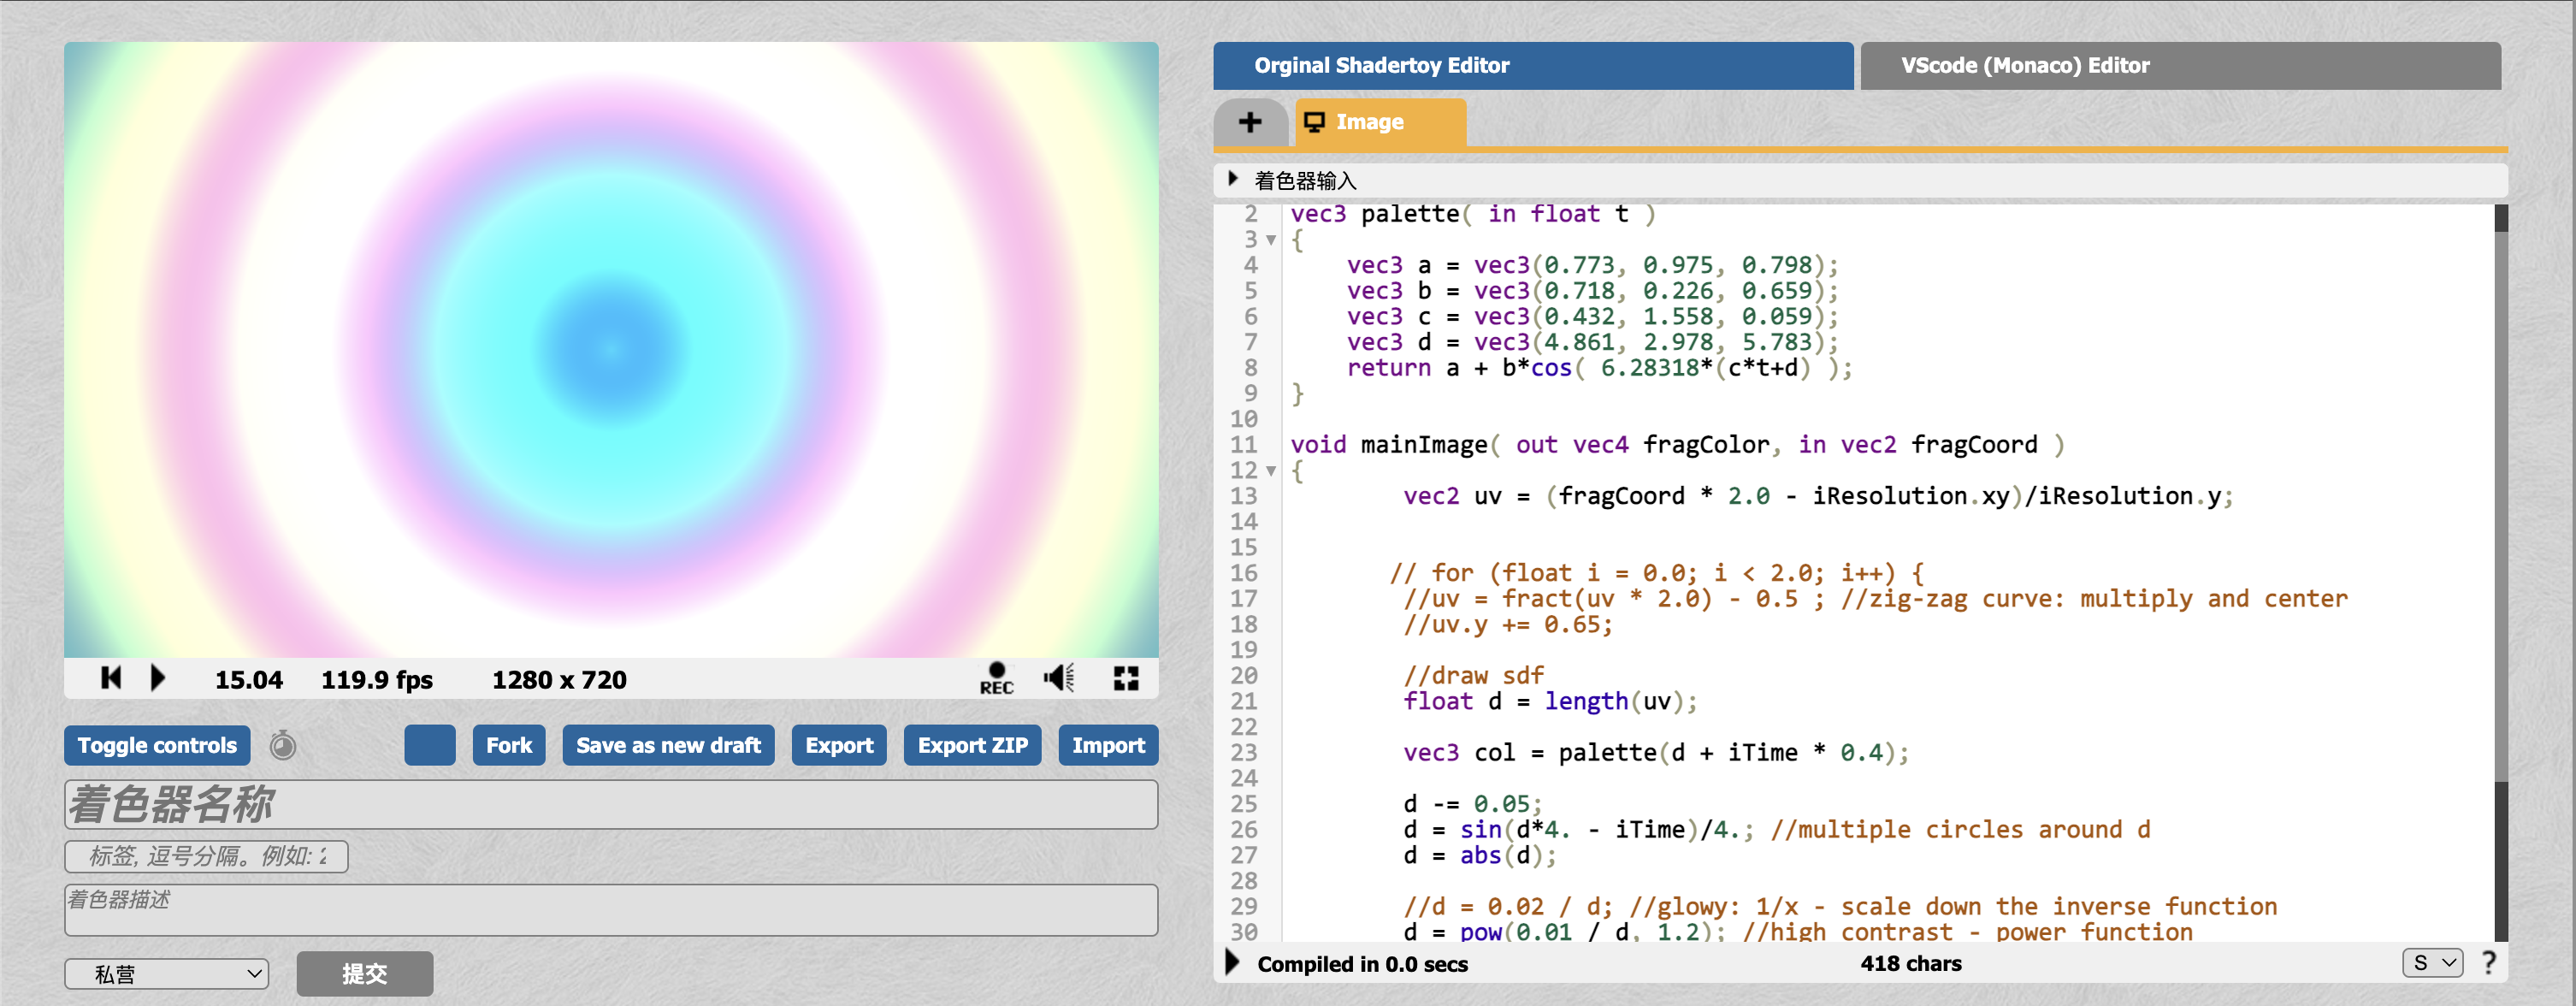 Orginal Shadertoy Editor
VScode (Monaco) Editor
+
Image
着色器输入
2 vec3 palette( in float t )
3 {
4 vec3 a = vec3(0.773, 0.975, 0.798);
5 vec3 b = vec3(0.718, 0.226, 0.659);
6 vec3 c = vec3(0.432, 1.558, 0.059);
7 vec3 d = vec3(4.861, 2.978, 5.783);
8 return a + b*cos( 6.28318*(c*t+d) );
9 }
10
11 void mainImage( out vec4 fragColor, in vec2 fragCoord )
12 {
13 vec2 uv = (fragCoord * 2.0 - iResolution.xy)/iResolution.y;
14
15
16 // for (float i = 0.0; i < 2.0; i++) {
17 //uv = fract(uv * 2.0) - 0.5 ; //zig-zag curve: multiply and center
18 //uv.y += 0.65;
19
20 //draw sdf
21 float d = length(uv);
22
23 vec3 col = palette(d + iTime * 0.4);
24
25 d -= 0.05;
26 d = sin(d*4. - iTime)/4.; //multiple circles around d
27 d = abs(d);
28
29 //d = 0.02 / d; //glowy: 1/x - scale down the inverse function
30 d = pow(0.01 / d, 1.2); //high contrast - power function
Compiled in 0.0 secs
418 chars
S
?
15.04
119.9 fps
1280 x 720
REC
Toggle controls
Fork
Save as new draft
Export
Export ZIP
Import
着色器名称
标签, 逗号分隔。例如: 2
着色器描述
私营
提交